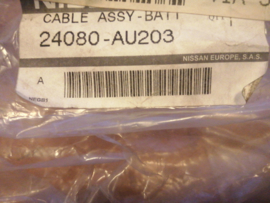 CABLE ASSY-BATT
24080-AU203
NISSAN EUROPE, S.A.S.
A